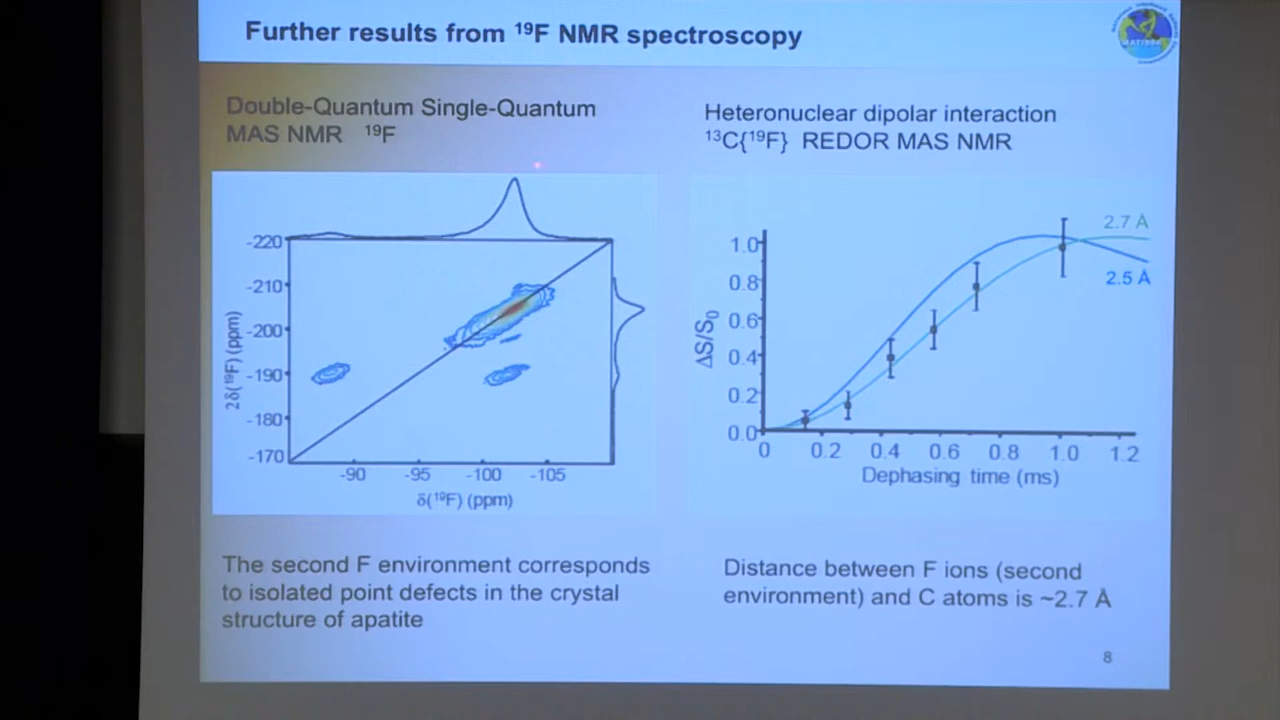 Further results from ¹⁹F NMR spectroscopy
MATISSE
Double-Quantum Single-Quantum
MAS NMR ¹⁹F
-220
-210
-200
-190
-180
-170
2δ(¹⁹F) (ppm)
-90 -95 -100 -105
δ(¹⁹F) (ppm)
The second F environment corresponds
to isolated point defects in the crystal
structure of apatite
Heteronuclear dipolar interaction
¹³C{¹⁹F} REDOR MAS NMR
2.7 Å
2.5 Å
1.0
0.8
0.6
0.4
0.2
0.0
ΔS/S₀
0 0.2 0.4 0.6 0.8 1.0 1.2
Dephasing time (ms)
Distance between F ions (second
environment) and C atoms is ~2.7 Å
8